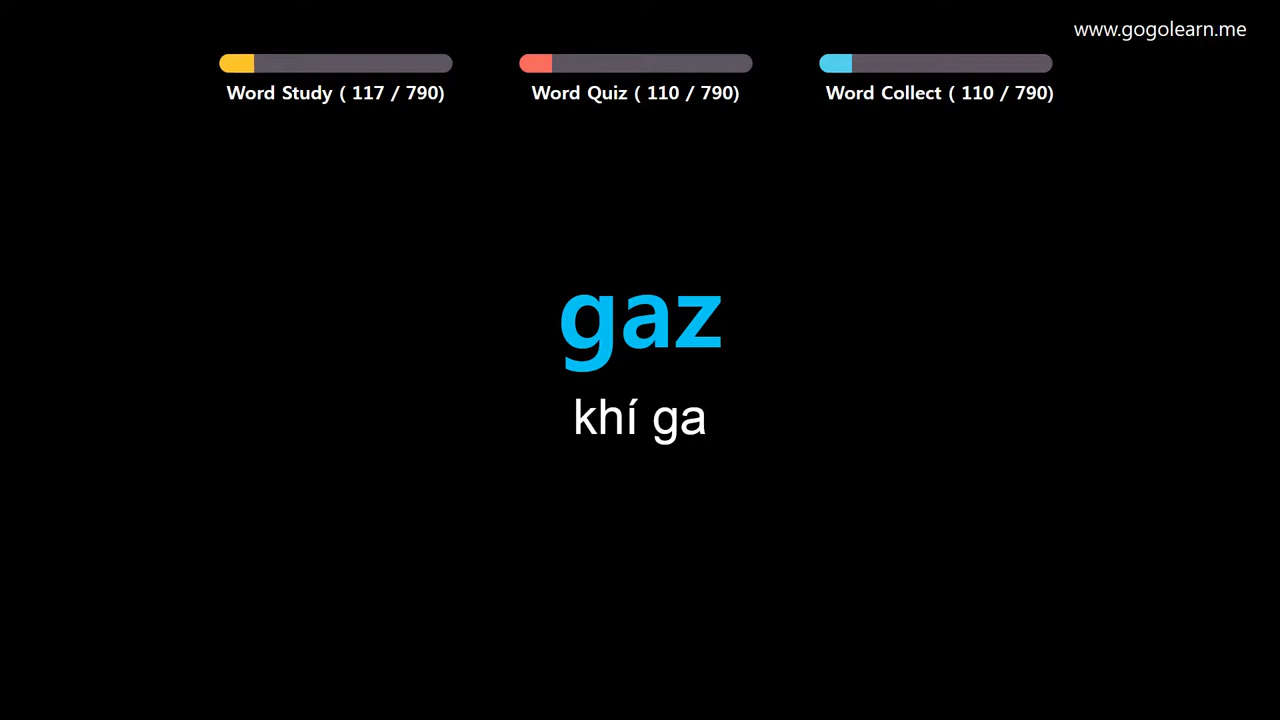 www.gogolearn.me
Word Study ( 117 / 790)
Word Quiz ( 110 / 790)
Word Collect ( 110 / 790)
gaz
khí ga